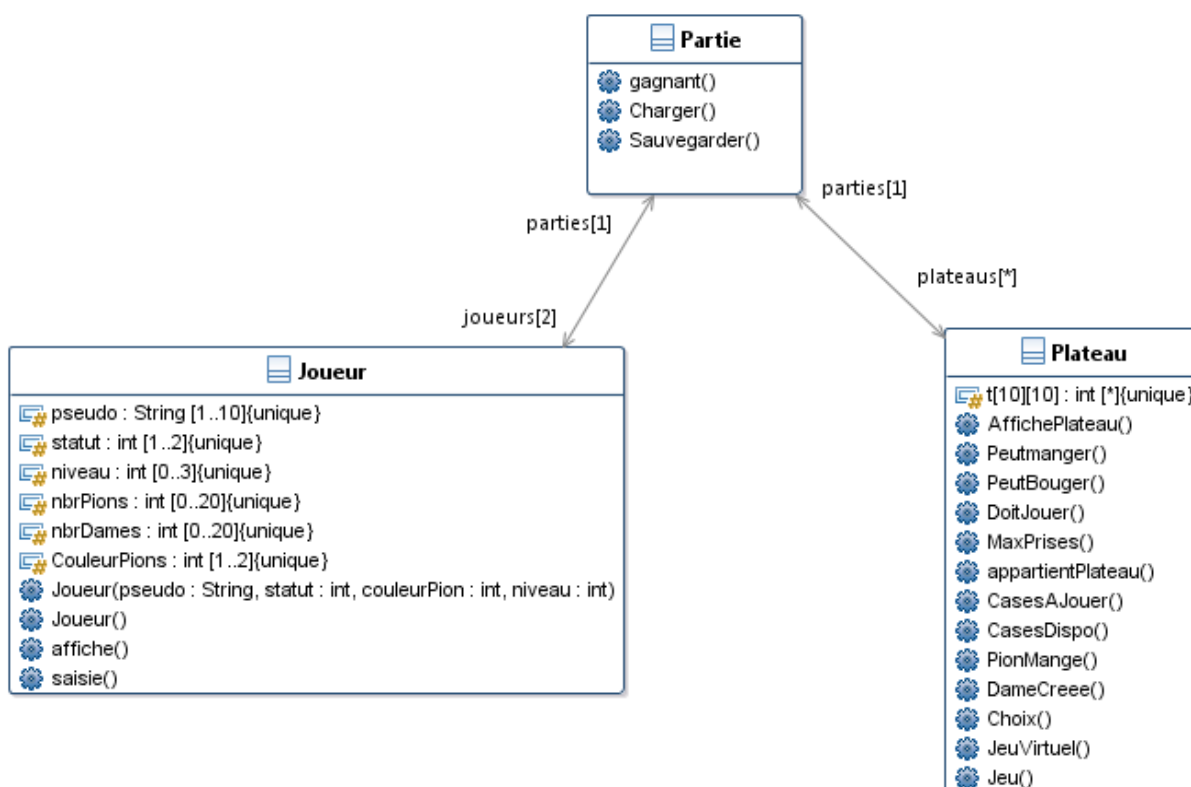 Partie
gagnant()
Charger()
Sauvegarder()
parties[1]
parties[1]
joueurs[2]
plateaus[*]
Joueur
pseudo : String [1..10]{unique}
statut : int [1..2]{unique}
niveau : int [0..3]{unique}
nbrPions : int [0..20]{unique}
nbrDames : int [0..20]{unique}
CouleurPions : int [1..2]{unique}
Joueur(pseudo : String, statut : int, couleurPion : int, niveau : int)
Joueur()
affiche()
saisie()
Plateau
t[10][10] : int [*]{unique}
AffichePlateau()
Peutmanger()
PeutBouger()
DoitJouer()
MaxPrises()
appartientPlateau()
CasesAJouer()
CasesDispo()
PionMange()
DameCreee()
Choix()
JeuVirtuel()
Jeu()